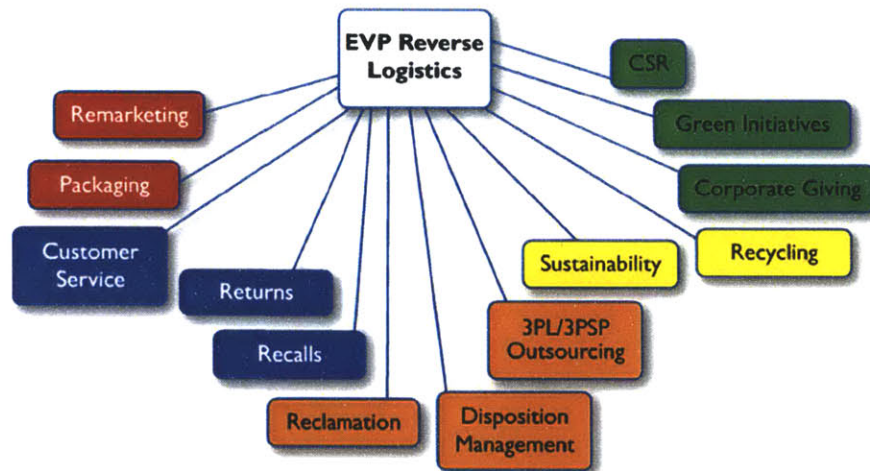 EVP Reverse
Logistics
CSR
Remarketing
Green Initiatives
Packaging
Corporate Giving
Customer
Service
Recycling
Sustainability
Returns
3PL/3PSP
Outsourcing
Recalls
Reclamation
Disposition
Management